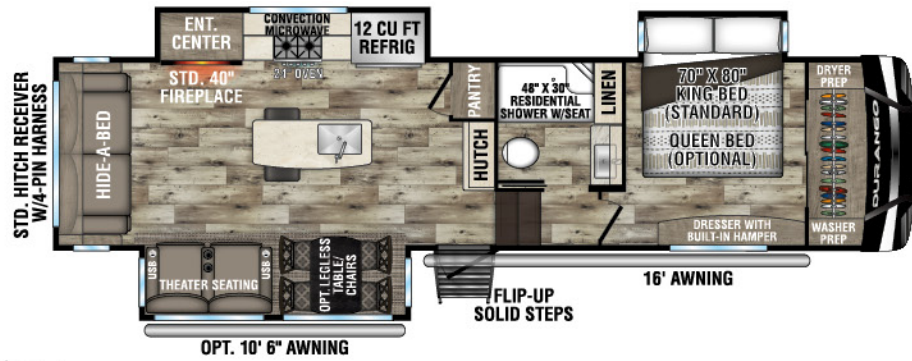 STD. HITCH RECEIVER
W/4-PIN HARNESS
HIDE-A-BED
ENT.
CENTER
STD. 40"
FIREPLACE
CONVECTION
MICROWAVE
21" OVEN
12 CU FT
REFRIG
PANTRY
HUTCH
48" X 30"
RESIDENTIAL
SHOWER W/SEAT
LINEN
70" X 80"
KING BED
(STANDARD)
QUEEN BED
(OPTIONAL)
DRYER
PREP
DURANGO
WASHER
PREP
DRESSER WITH
BUILT-IN HAMPER
USB
THEATER SEATING
USB
OPT. LEGLESS
TABLE/
CHAIRS
16' AWNING
FLIP-UP
SOLID STEPS
OPT. 10' 6" AWNING